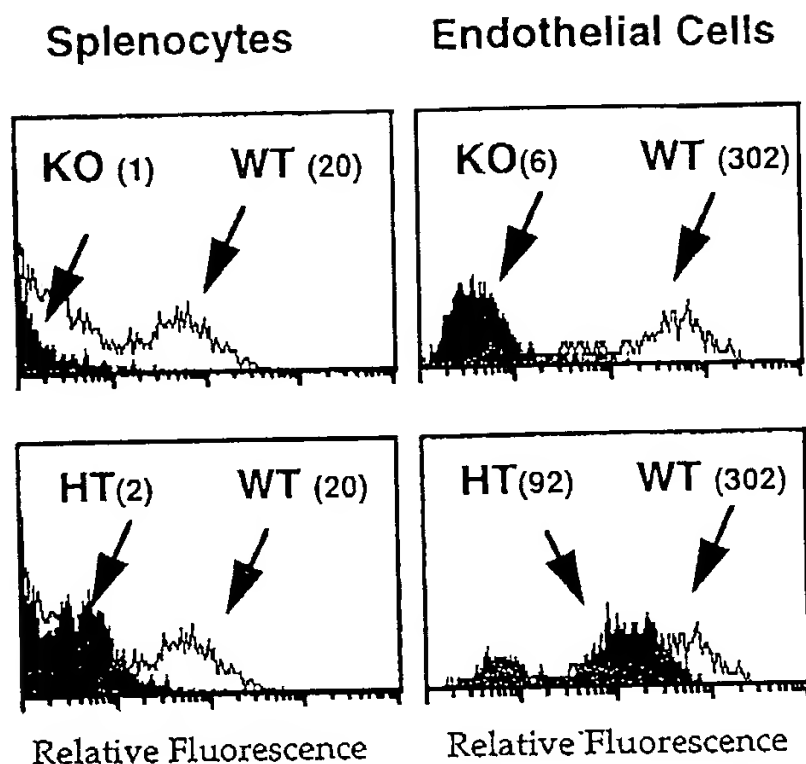 Splenocytes
Endothelial Cells
KO (1) WT (20)
KO(6) WT (302)
HT(2) WT (20)
HT(92) WT (302)
Relative Fluorescence
Relative Fluorescence